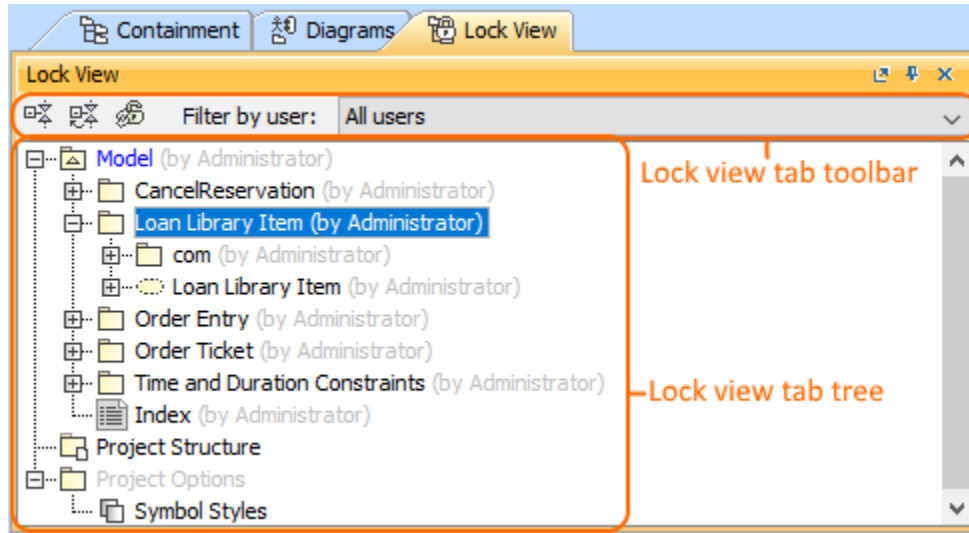 Containment Diagrams Lock View
Lock View
Filter by user: All users
Lock view tab toolbar
Model (by Administrator)
CancelReservation (by Administrator)
Loan Library Item (by Administrator)
com (by Administrator)
Loan Library Item (by Administrator)
Order Entry (by Administrator)
Order Ticket (by Administrator)
Time and Duration Constraints (by Administrator)
Lock view tab tree
Index (by Administrator)
Project Structure
Project Options
Symbol Styles